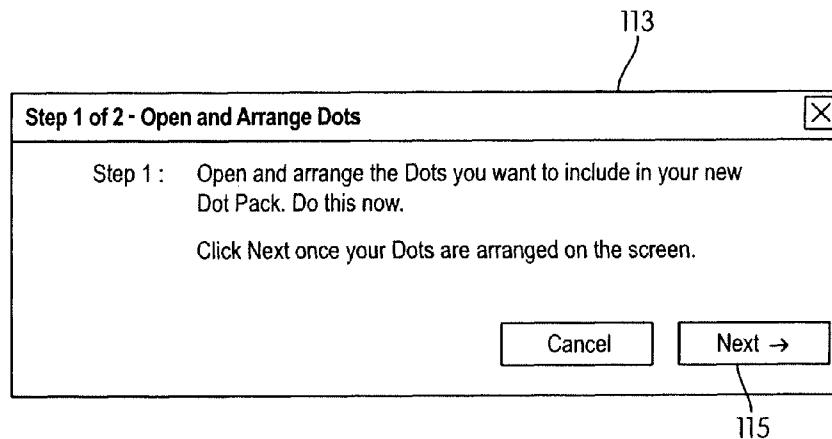 113
Step 1 of 2 - Open and Arrange Dots
Step 1 : Open and arrange the Dots you want to include in your new
Dot Pack. Do this now.
Click Next once your Dots are arranged on the screen.
Cancel
Next →
115